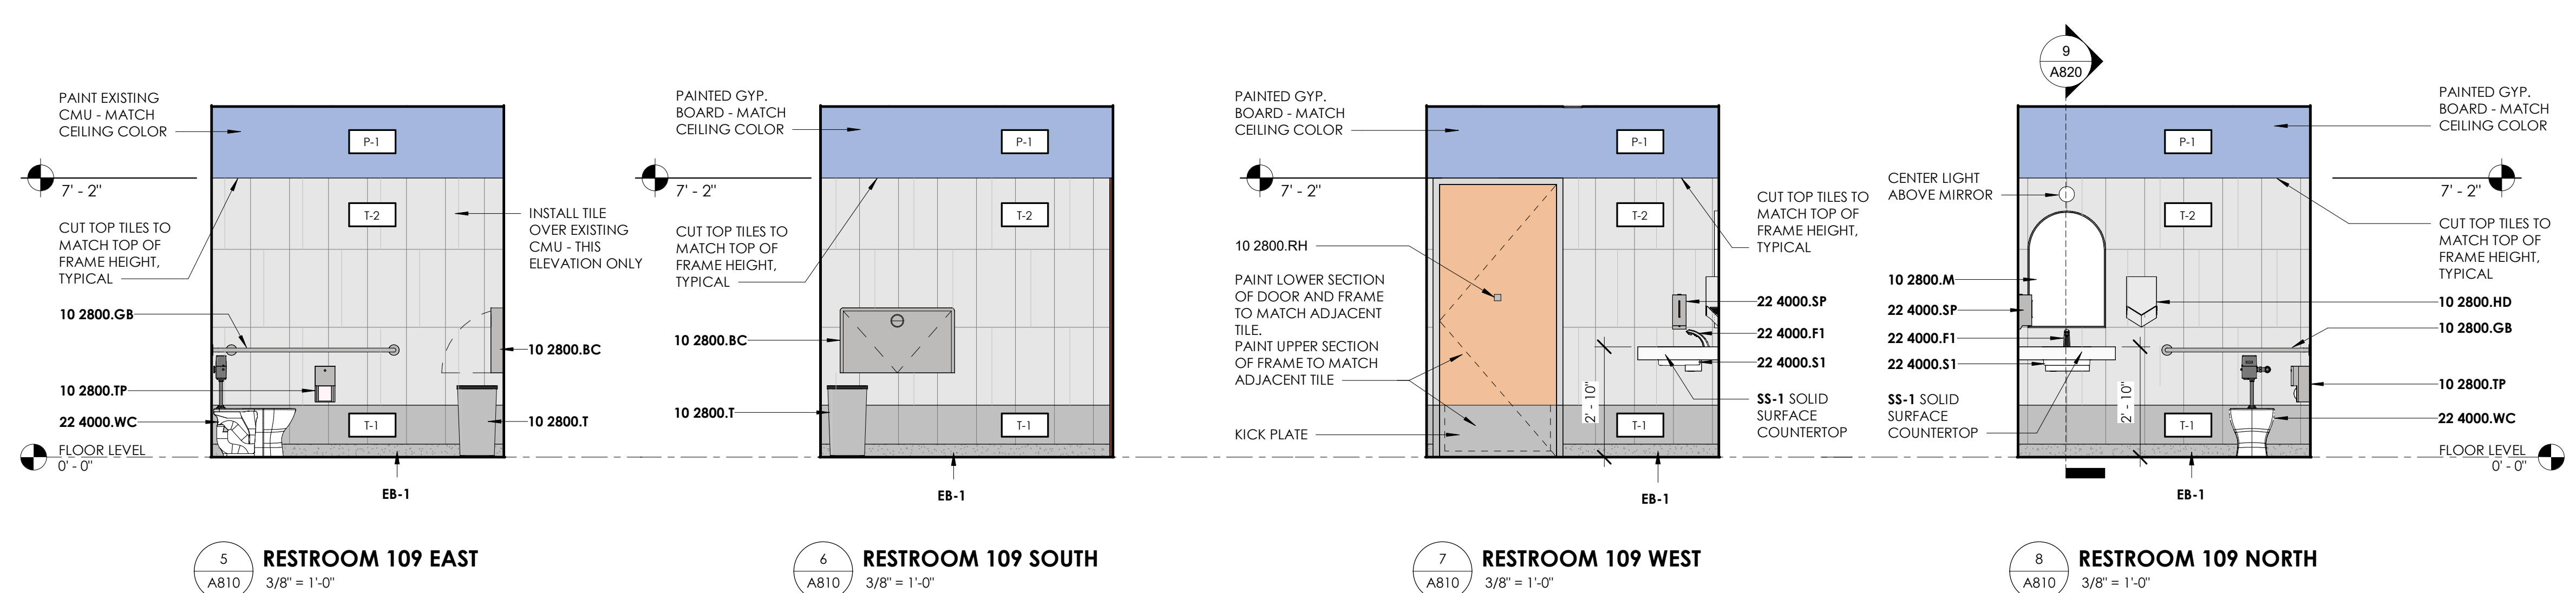 PAINT EXISTING
CMU - MATCH
CEILING COLOR
P-1
7' - 2"
T-2
INSTALL TILE
OVER EXISTING
CMU - THIS
ELEVATION ONLY
CUT TOP TILES TO
MATCH TOP OF
FRAME HEIGHT,
TYPICAL
10 2800.GB
10 2800.BC
10 2800.TP
22 4000.WC
10 2800.T
T-1
FLOOR LEVEL
0' - 0"
EB-1
5
A810
RESTROOM 109 EAST
3/8" = 1'-0"
PAINTED GYP.
BOARD - MATCH
CEILING COLOR
P-1
7' - 2"
T-2
CUT TOP TILES TO
MATCH TOP OF
FRAME HEIGHT,
TYPICAL
10 2800.BC
10 2800.T
T-1
EB-1
6
A810
RESTROOM 109 SOUTH
3/8" = 1'-0"
PAINTED GYP.
BOARD - MATCH
CEILING COLOR
P-1
7' - 2"
T-2
CUT TOP TILES TO
MATCH TOP OF
FRAME HEIGHT,
TYPICAL
10 2800.RH
PAINT LOWER SECTION
OF DOOR AND FRAME
TO MATCH ADJACENT
TILE.
PAINT UPPER SECTION
OF FRAME TO MATCH
ADJACENT TILE
KICK PLATE
22 4000.SP
22 4000.F1
22 4000.S1
SS-1 SOLID
SURFACE
COUNTERTOP
2' - 10"
T-1
EB-1
7
A810
RESTROOM 109 WEST
3/8" = 1'-0"
9
A820
PAINTED GYP.
BOARD - MATCH
CEILING COLOR
P-1
7' - 2"
CENTER LIGHT
ABOVE MIRROR
T-2
CUT TOP TILES TO
MATCH TOP OF
FRAME HEIGHT,
TYPICAL
10 2800.M
22 4000.SP
22 4000.F1
22 4000.S1
SS-1 SOLID
SURFACE
COUNTERTOP
10 2800.HD
10 2800.GB
10 2800.TP
22 4000.WC
2' - 10"
T-1
FLOOR LEVEL
0' - 0"
EB-1
8
A810
RESTROOM 109 NORTH
3/8" = 1'-0"